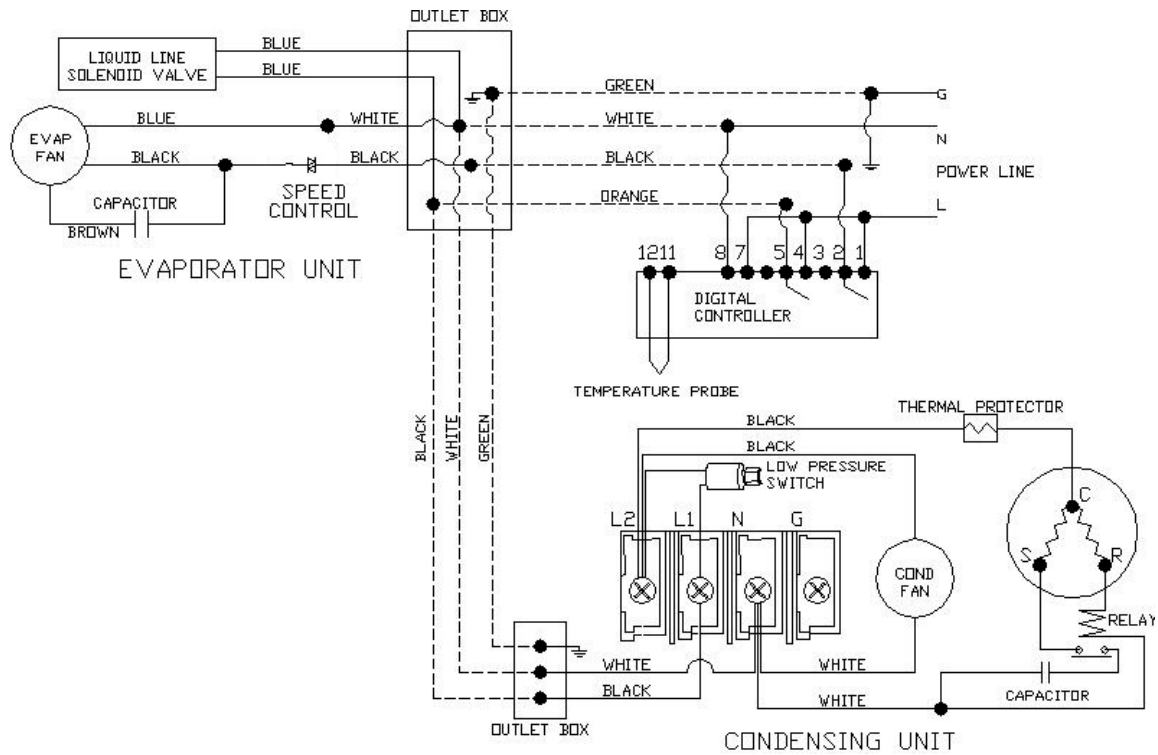 OUTLET BOX
LIQUID LINE
SOLENOID VALVE
BLUE
BLUE
GREEN
G
BLUE
WHITE
WHITE
N
EVAP
FAN
BLACK
BLACK
BLACK
POWER LINE
SPEED
CONTROL
ORANGE
L
CAPACITOR
BROWN
EVAPORATOR UNIT
12 11 8 7 5 4 3 2 1
DIGITAL
CONTROLLER
TEMPERATURE PROBE
BLACK
WHITE
GREEN
THERMAL PROTECTOR
BLACK
BLACK
LOW PRESSURE
SWITCH
L2 L1 N G
C
S R
COND
FAN
RELAY
WHITE
WHITE
BLACK
WHITE
CAPACITOR
OUTLET BOX
CONDENSING UNIT